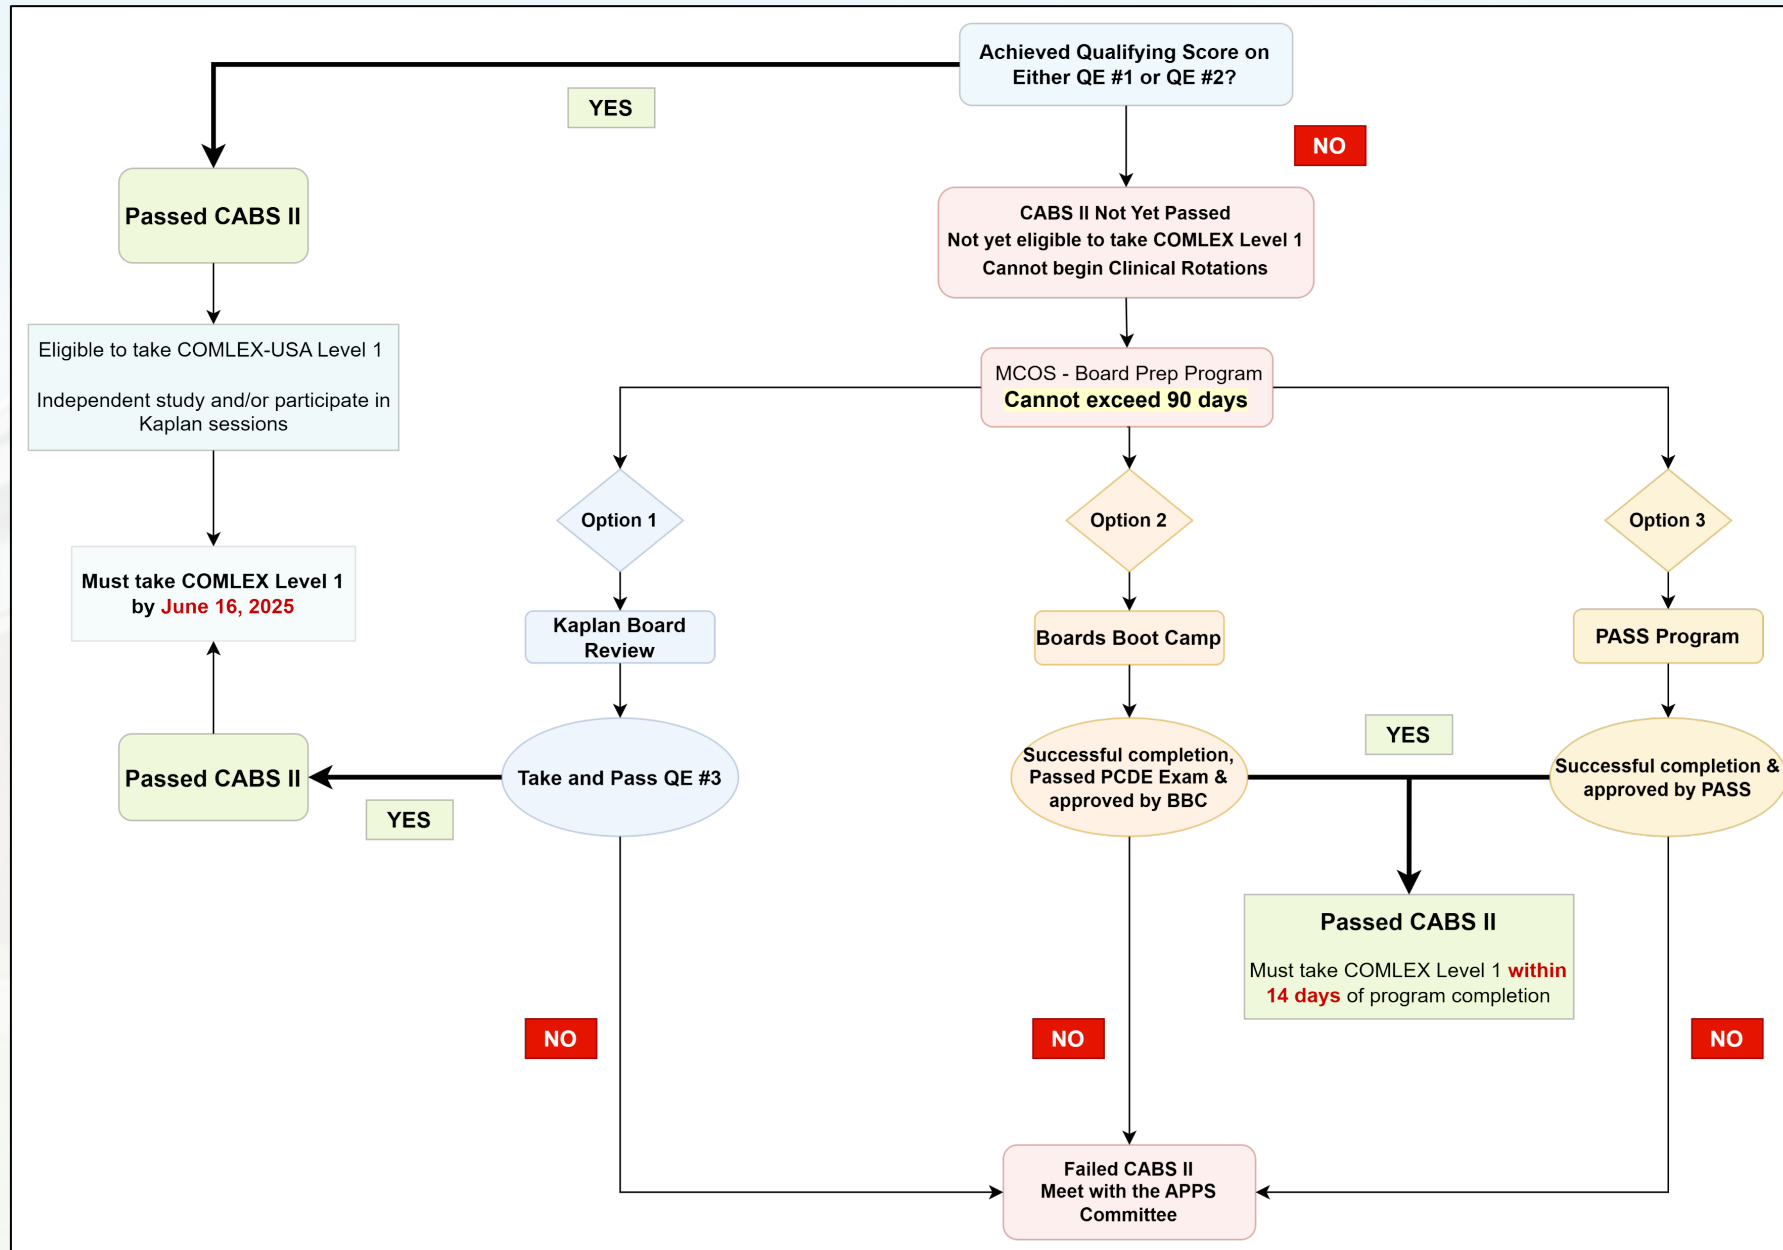 Achieved Qualifying Score on
Either QE #1 or QE #2?
YES
NO
Passed CABS II
CABS II Not Yet Passed
Not yet eligible to take COMLEX Level 1
Cannot begin Clinical Rotations
Eligible to take COMLEX-USA Level 1
Independent study and/or participate in
Kaplan sessions
MCOS - Board Prep Program
Cannot exceed 90 days
Option 1
Option 2
Option 3
Must take COMLEX Level 1
by June 16, 2025
Kaplan Board
Review
Boards Boot Camp
PASS Program
Passed CABS II
YES
Take and Pass QE #3
Successful completion,
Passed PCDE Exam &
approved by BBC
YES
Successful completion &
approved by PASS
Passed CABS II
Must take COMLEX Level 1 within
14 days of program completion
NO
NO
NO
Failed CABS II
Meet with the APPS
Committee